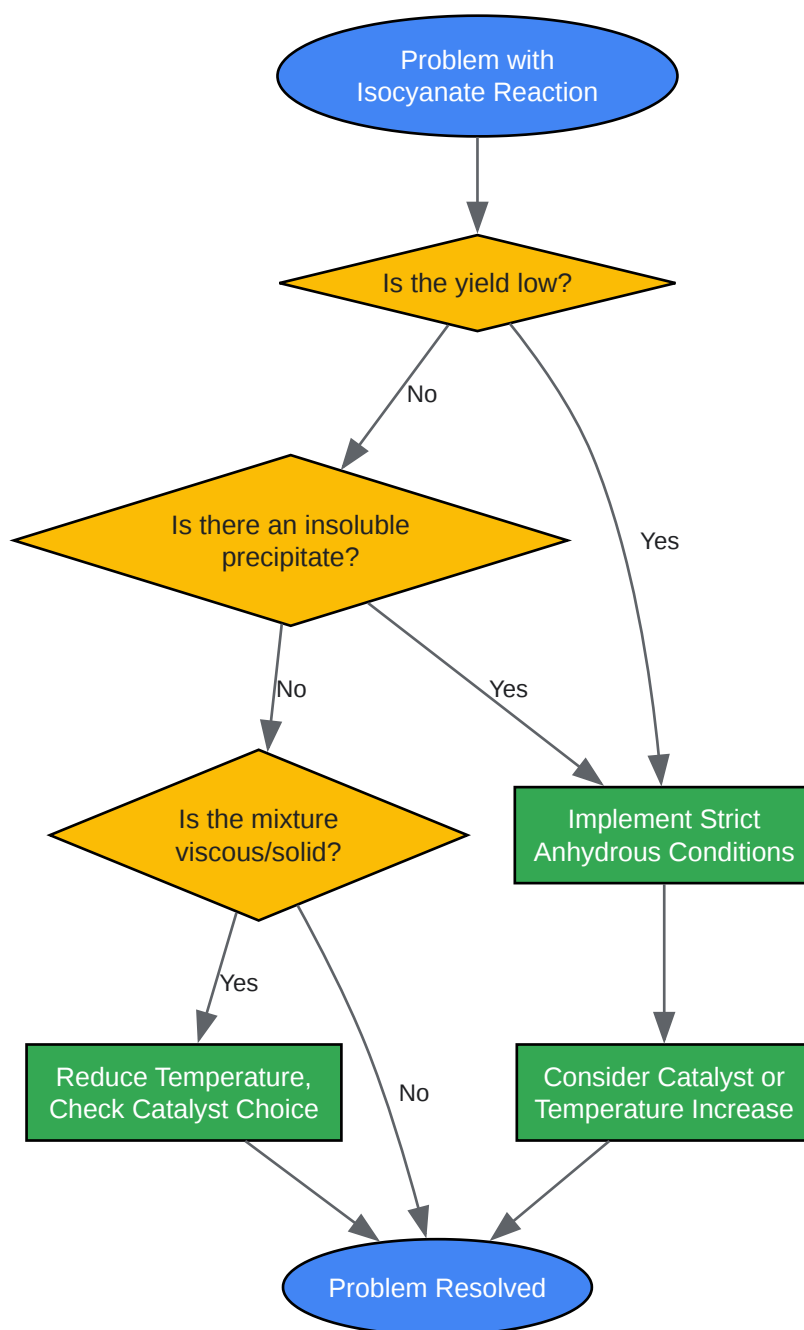 Problem with
Isocyanate Reaction
Is the yield low?
No
Is there an insoluble
precipitate?
Yes
No
Yes
Is the mixture
viscous/solid?
Implement Strict
Anhydrous Conditions
Yes
Reduce Temperature,
Check Catalyst Choice
No
Consider Catalyst or
Temperature Increase
Problem Resolved